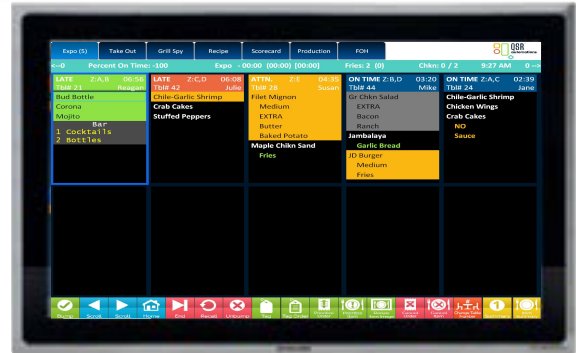 Expo (5) Take Out Grill Spy Recipe Scorecard Production FOH QSR automations
<--0 Percent On Time: -100 Expo - 00:00 [00:00] [00:00] Fries: 2 (0) Chkn: 0 / 2 9:27 AM 0-->
LATE Z:A,B 06:56
Tbl# 21 Reagan
Bud Bottle
Corona
Mojito
Bar
1 Cocktails
2 Bottles
LATE Z:C,D 06:08
Tbl# 42 Julie
Chile-Garlic Shrimp
Crab Cakes
Stuffed Peppers
ATTN. Z:E 04:35
Tbl# 28 Susan
Filet Mignon
Medium
EXTRA
Butter
Baked Potato
Maple Chikn Sand
Fries
ON TIME Z:B,D 03:20
Tbl# 44 Mike
Gr Chkn Salad
EXTRA
Bacon
Ranch
Jambalaya
Garlic Bread
JD Burger
Medium
Fries
ON TIME Z:A,C 02:39
Tbl# 24 Jane
Chile-Garlic Shrimp
Chicken Wings
Crab Cakes
NO
Sauce
Bump Scroll Scroll Home End Recall Unbump Tag Tag Order